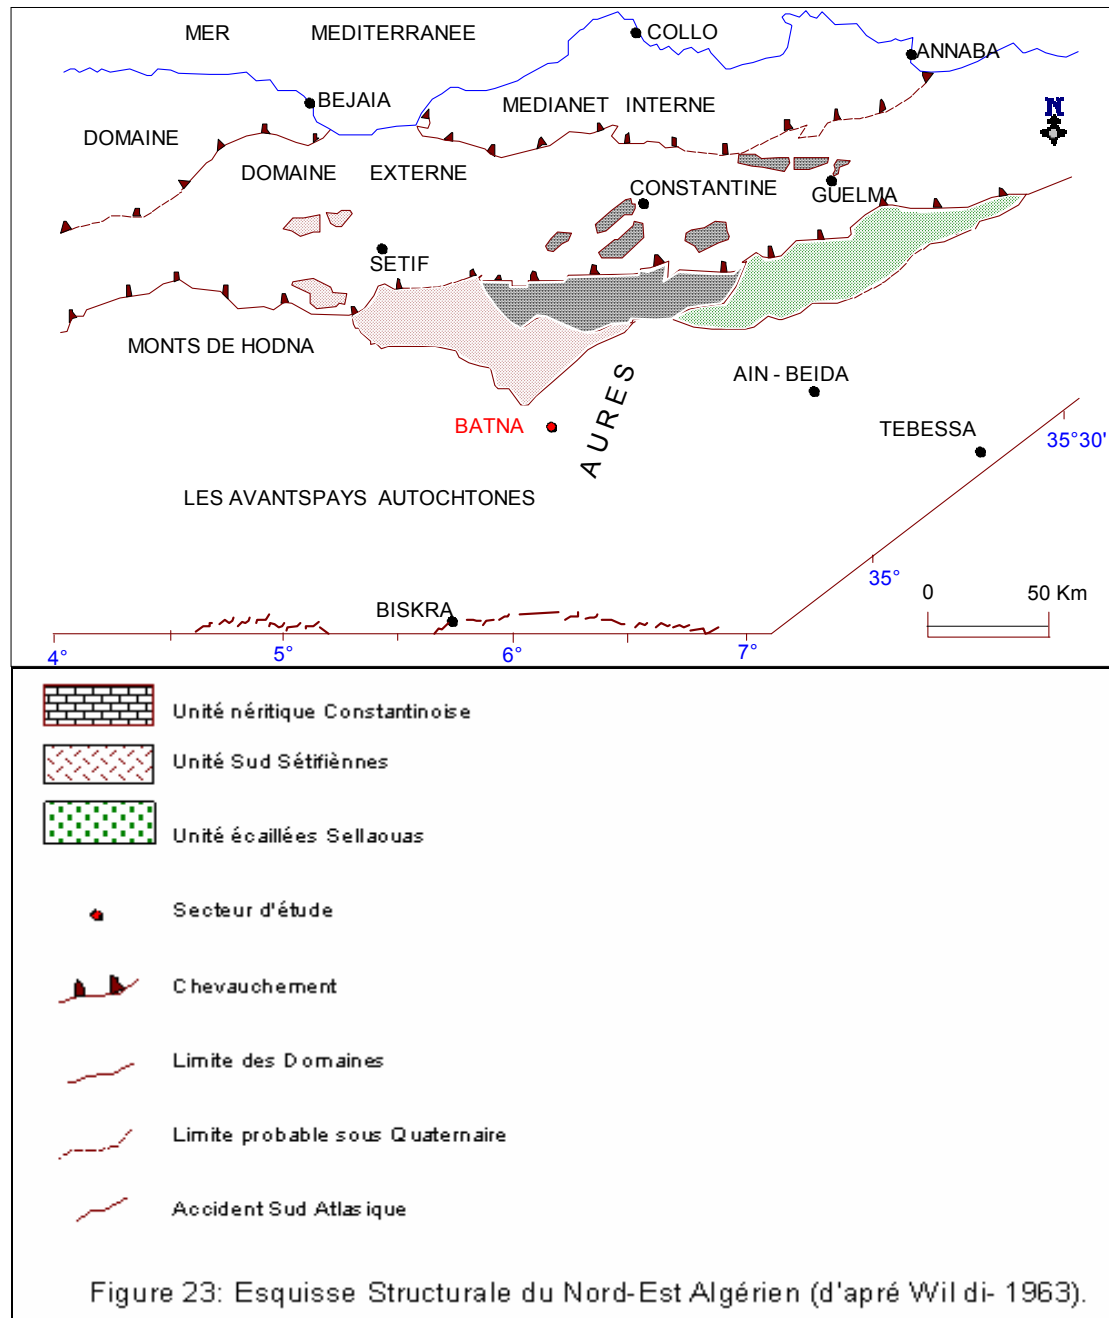 MER MEDITERRANEE
COLLO
ANNABA
BEJAIA
MEDIANET INTERNE
N
DOMAINE
DOMAINE EXTERNE
CONSTANTINE
GUELMA
SETIF
MONTS DE HODNA
AURES
AIN - BEIDA
BATNA
TEBESSA
35°30'
LES AVANTSPAYS AUTOCHTONES
35°
BISKRA
0 50 Km
4° 5° 6° 7°
Unité néritique Constantinoise
Unité Sud Sétifiènnes
Unité écaillées Sellaouas
Secteur d'étude
Chevauchement
Limite des Domaines
Limite probable sous Quaternaire
Accident Sud Atlasique
Figure 23: Esquisse Structurale du Nord-Est Algérien (d'apré Wil di- 1963).